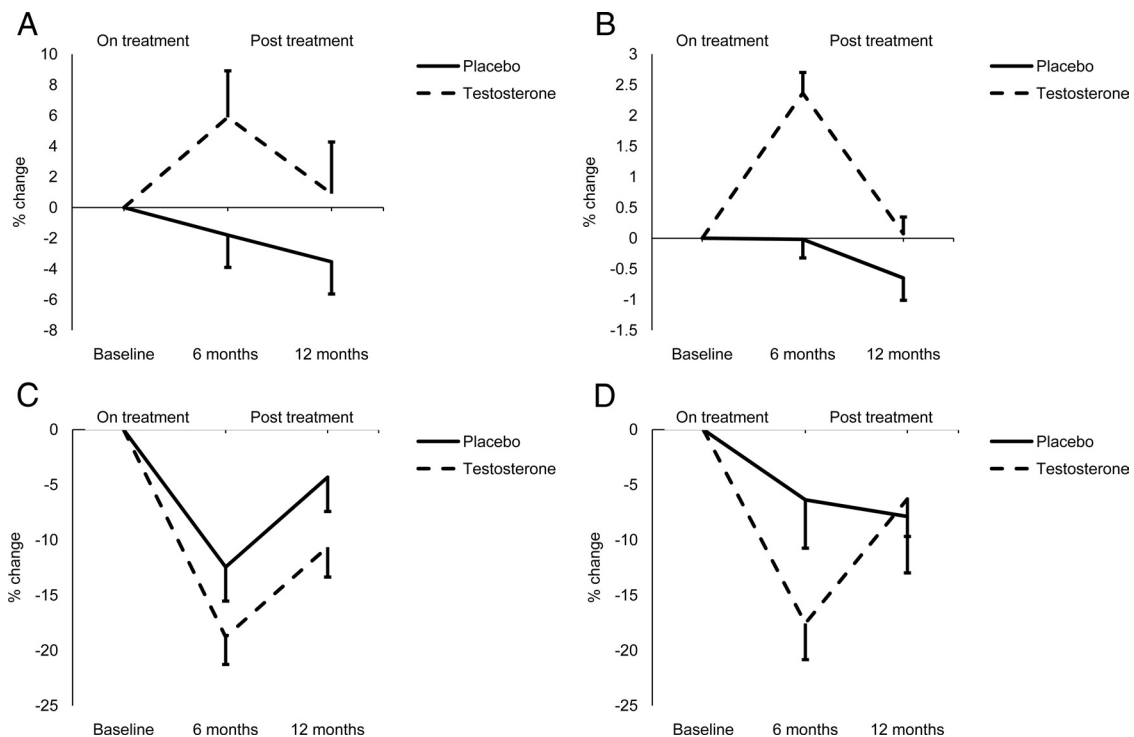 A
On treatment Post treatment
10
8
6
4
2
0
-2
-4
-6
-8
% change
Baseline 6 months 12 months
Placebo
Testosterone
B
On treatment Post treatment
3
2.5
2
1.5
1
0.5
0
-0.5
-1
-1.5
% change
Baseline 6 months 12 months
Placebo
Testosterone
C
On treatment Post treatment
0
-5
-10
-15
-20
-25
% change
Baseline 6 months 12 months
Placebo
Testosterone
D
On treatment Post treatment
0
-5
-10
-15
-20
-25
% change
Baseline 6 months 12 months
Placebo
Testosterone